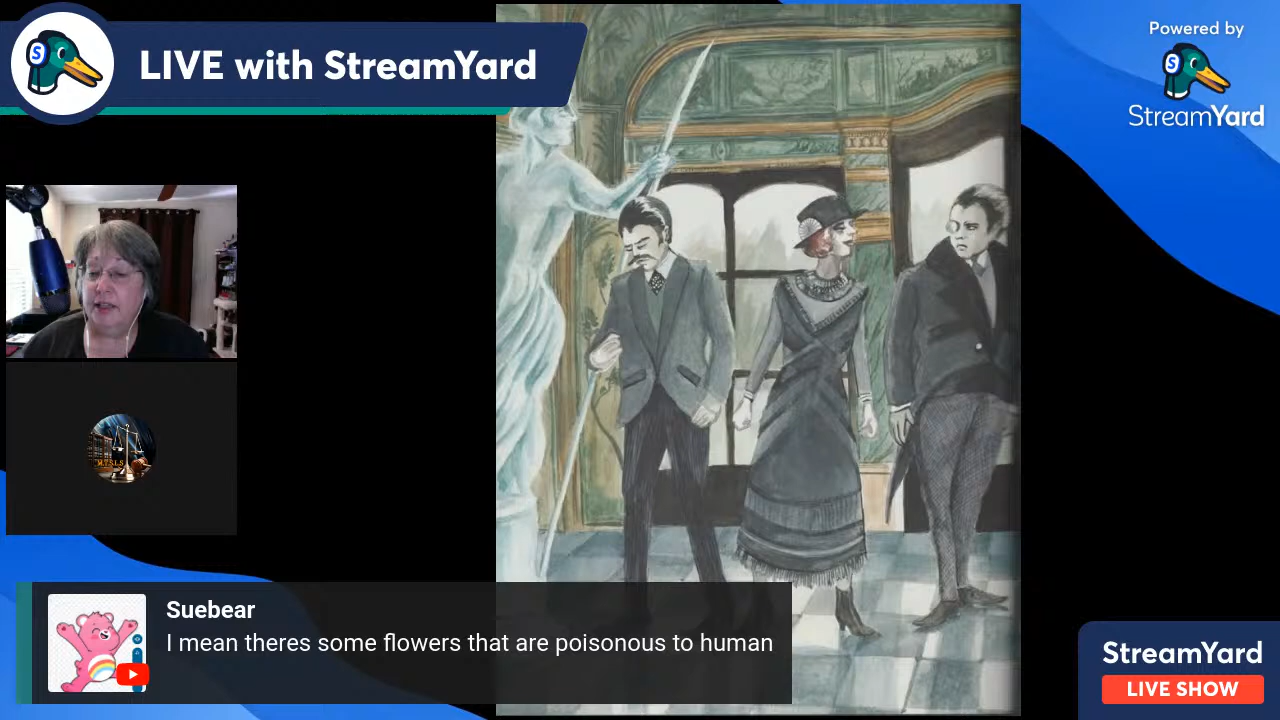 S
LIVE with StreamYard
Powered by
S
StreamYard
M.T.S.L.S
Suebear
I mean theres some flowers that are poisonous to human
StreamYard
LIVE SHOW